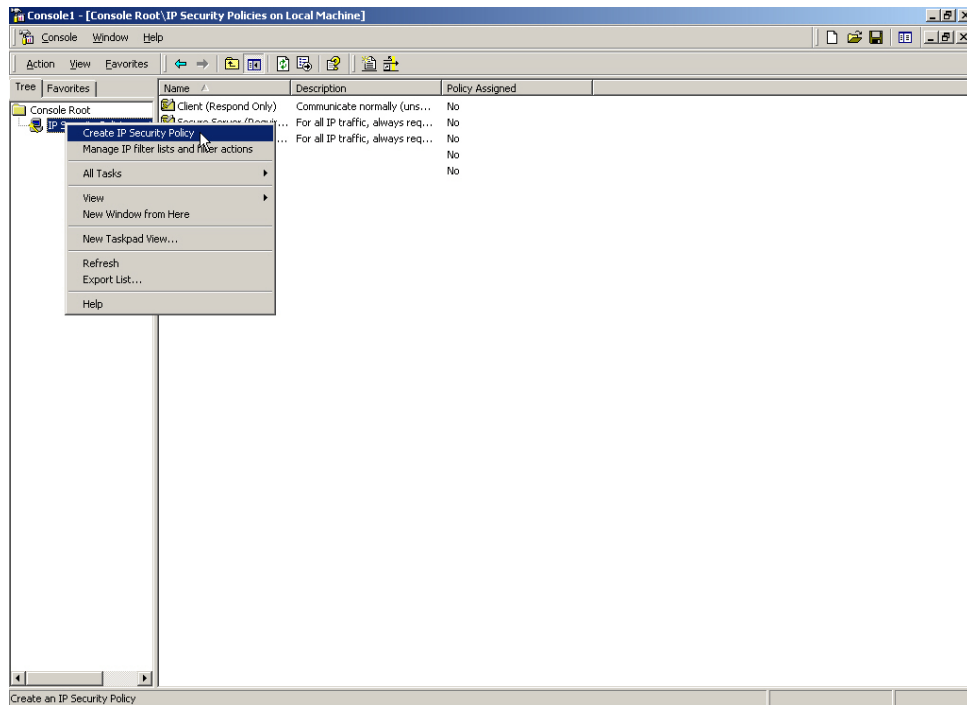 Console1 - [Console Root\IP Security Policies on Local Machine]
Console Window Help
Action View Favorites
Tree Favorites
Name Description Policy Assigned
Console Root
IP S
Client (Respond Only) Communicate normally (uns... No
Secure Server (Requir... For all IP traffic, always req... No
... For all IP traffic, always req... No
No
No
Create IP Security Policy
Manage IP filter lists and filter actions
All Tasks
View
New Window from Here
New Taskpad View...
Refresh
Export List...
Help
Create an IP Security Policy